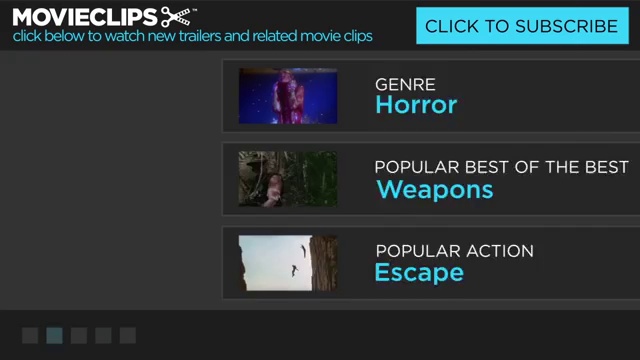 MOVIECLIPS™
click below to watch new trailers and related movie clips
CLICK TO SUBSCRIBE
GENRE
Horror
POPULAR BEST OF THE BEST
Weapons
POPULAR ACTION
Escape